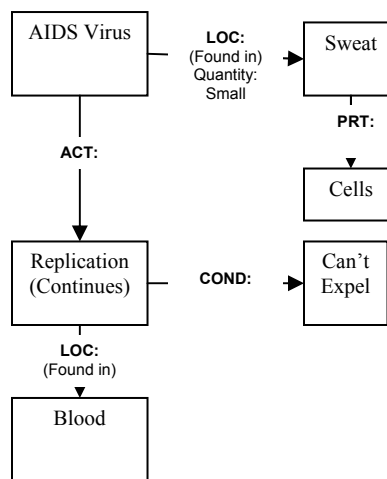 AIDS Virus
LOC:
(Found in)
Quantity:
Small
Sweat
ACT:
PRT:
Cells
Replication
(Continues)
COND:
Can't
Expel
LOC:
(Found in)
Blood